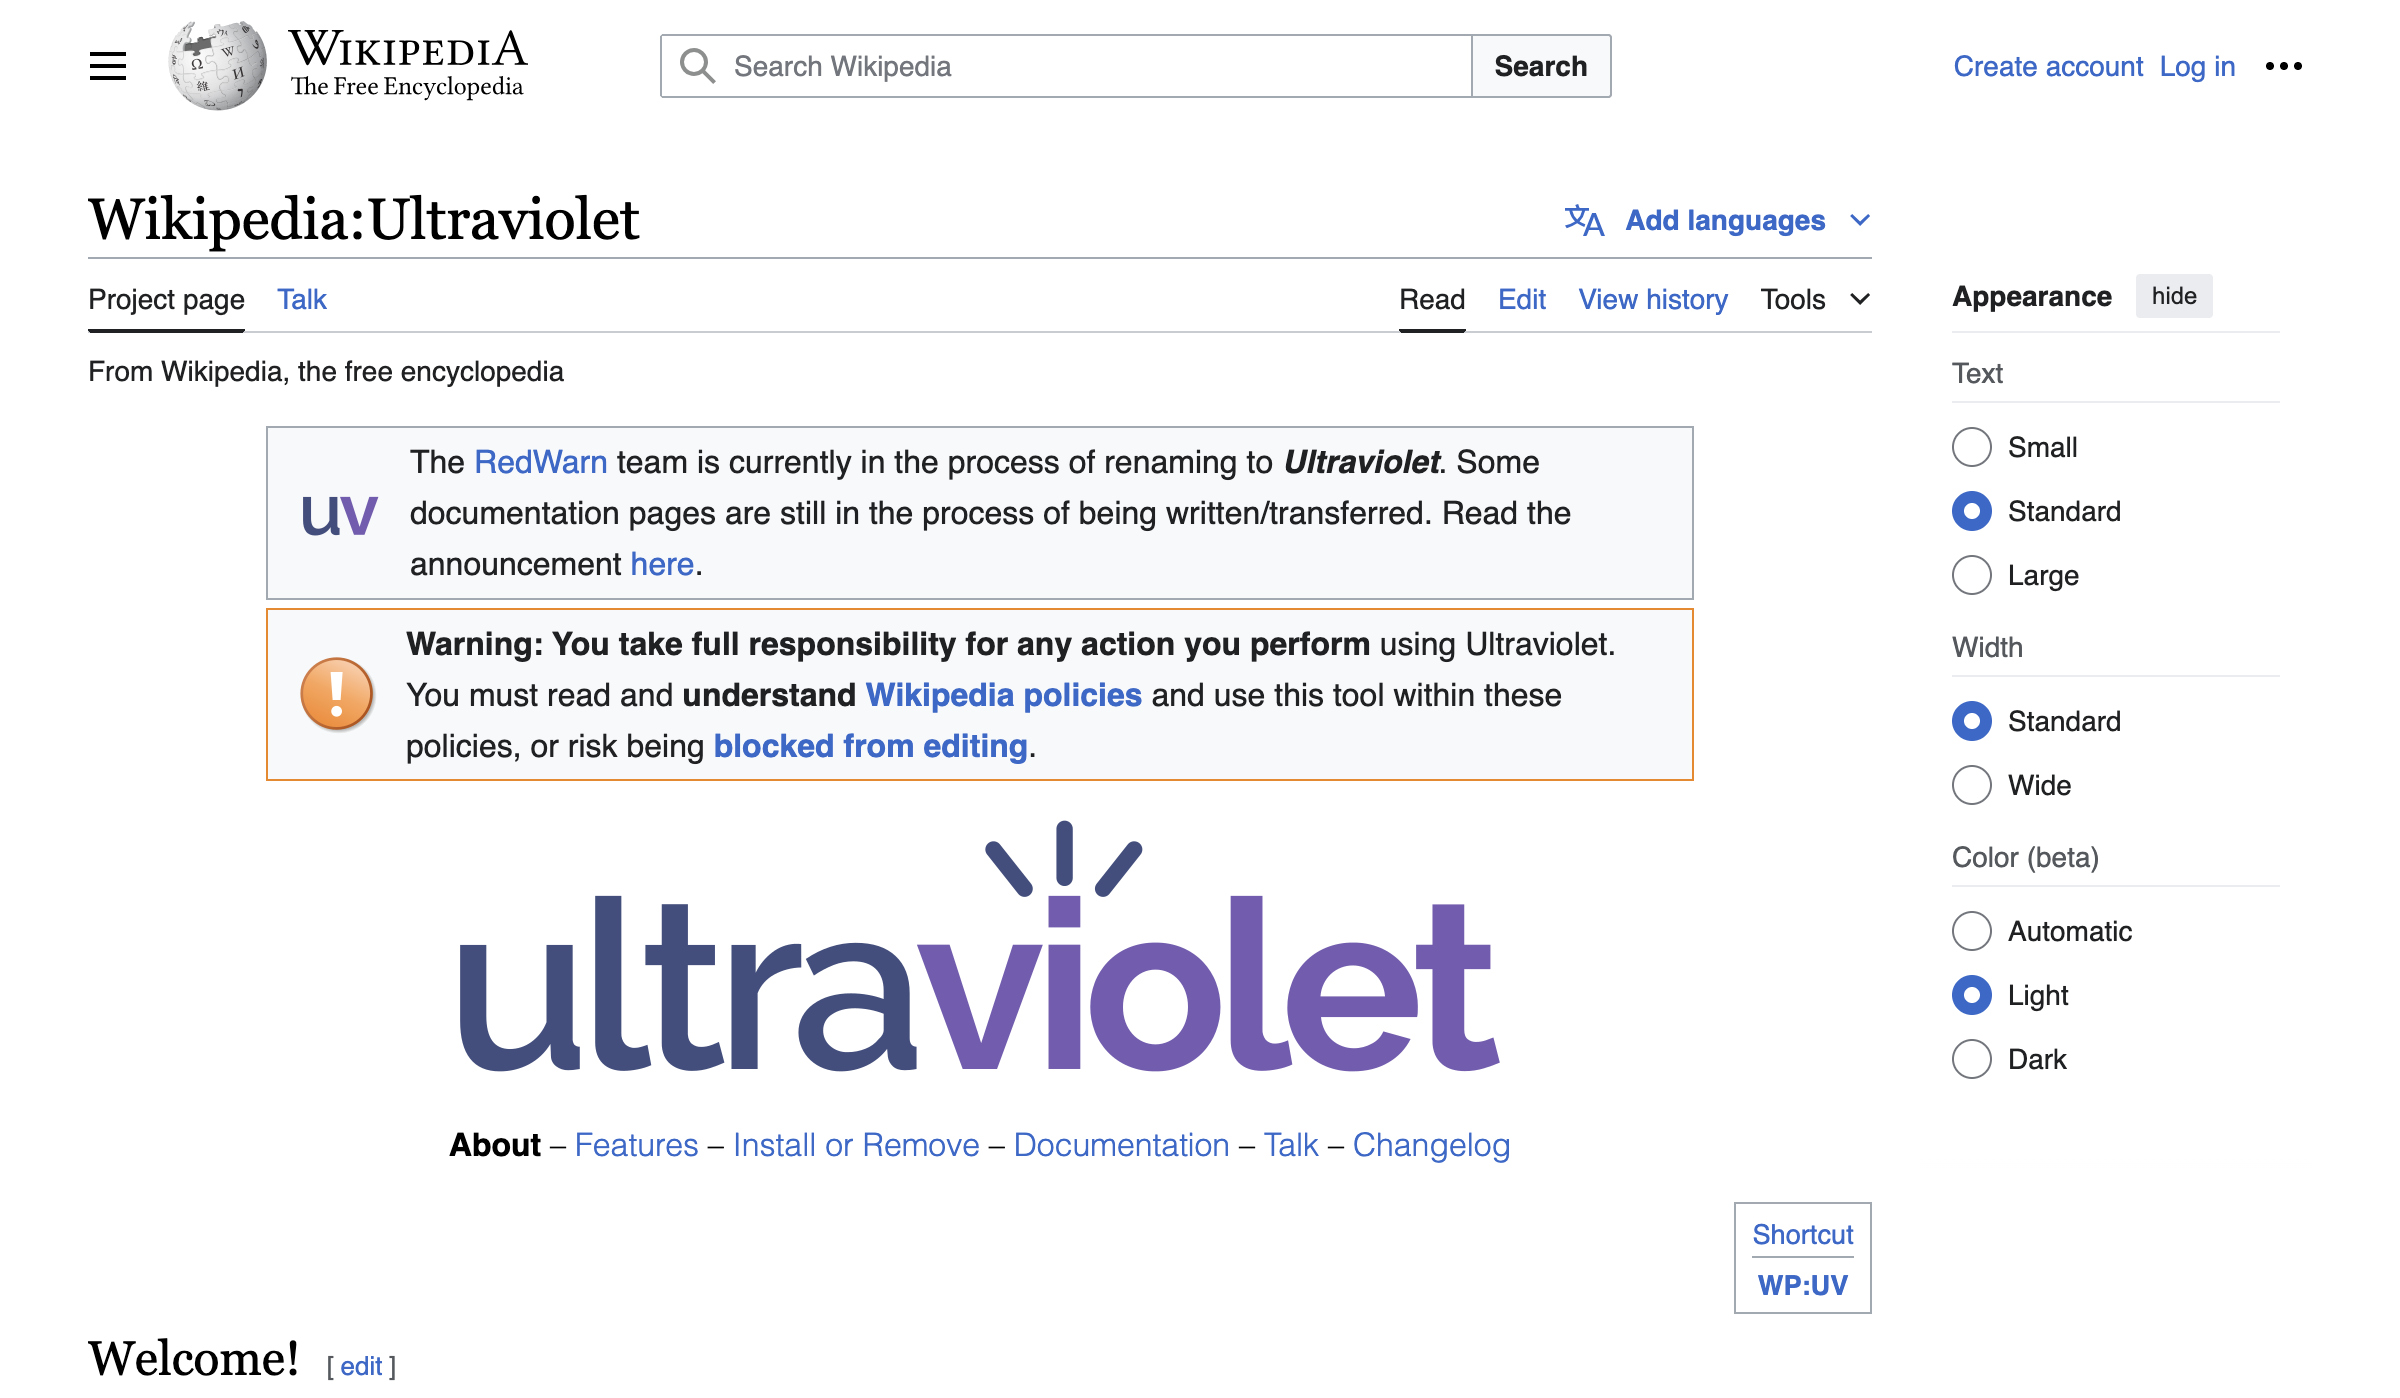 WIKIPEDIA
The Free Encyclopedia
Search Wikipedia
Search
Create account Log in
Wikipedia:Ultraviolet
Add languages
Project page Talk
Read Edit View history Tools
From Wikipedia, the free encyclopedia
uv
The RedWarn team is currently in the process of renaming to Ultraviolet. Some
documentation pages are still in the process of being written/transferred. Read the
announcement here.
Warning: You take full responsibility for any action you perform using Ultraviolet.
You must read and understand Wikipedia policies and use this tool within these
policies, or risk being blocked from editing.
ultraviolet
About – Features – Install or Remove – Documentation – Talk – Changelog
Shortcut
WP:UV
Welcome! [ edit ]
Appearance hide
Text
Small
Standard
Large
Width
Standard
Wide
Color (beta)
Automatic
Light
Dark